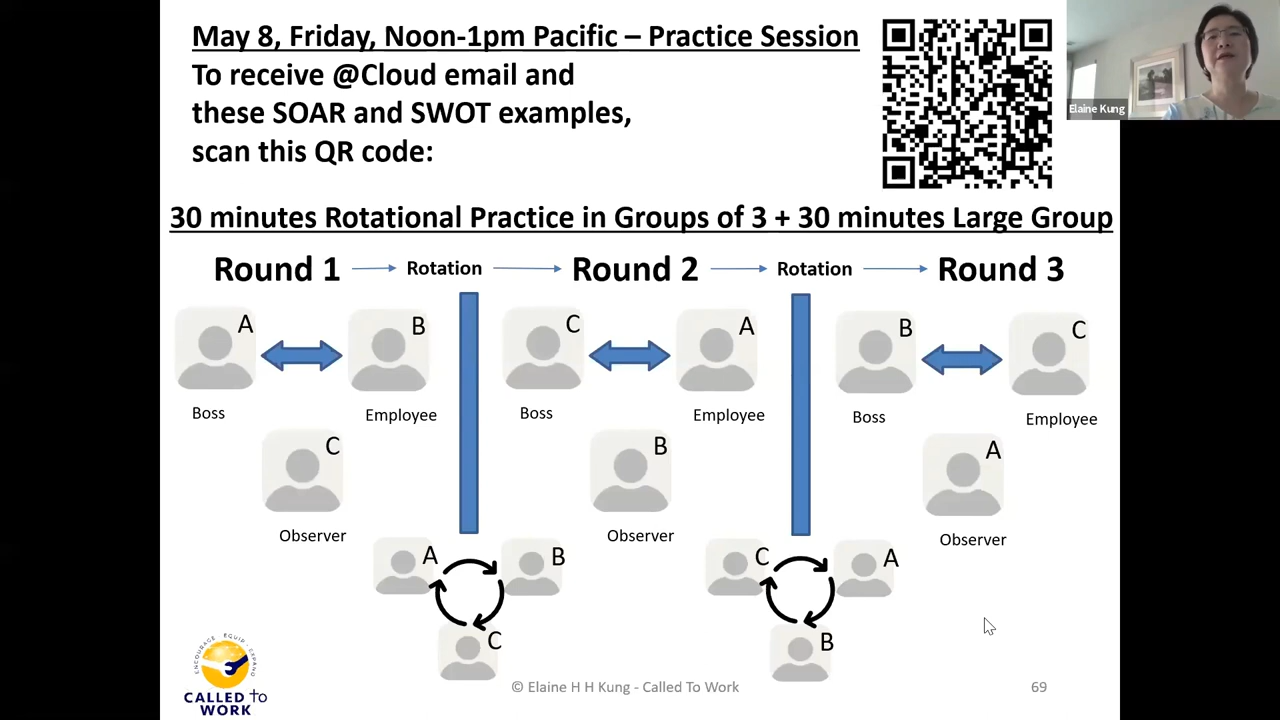 May 8, Friday, Noon-1pm Pacific – Practice Session
To receive @Cloud email and
these SOAR and SWOT examples,
scan this QR code:
Elaine Kung
30 minutes Rotational Practice in Groups of 3 + 30 minutes Large Group
Round 1 Rotation Round 2 Rotation Round 3
A B C A B C
Boss Employee Boss Employee Boss Employee
C B A
Observer Observer Observer
A B C A
C B
ENCOURAGE EQUIP EXPAND
CALLED TO
WORK
© Elaine H H Kung - Called To Work
69